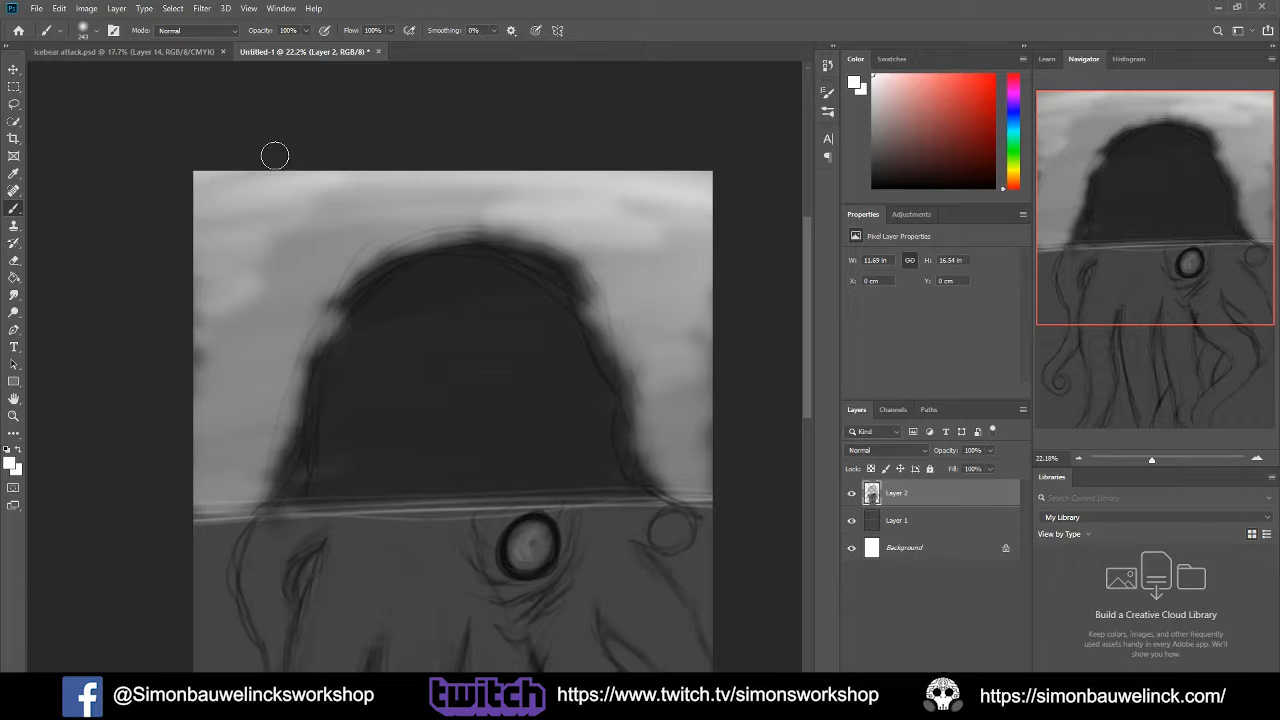 Ps File Edit Image Layer Type Select Filter 3D View Window Help
243 Mode: Normal Opacity: 100% Flow: 100% Smoothing: 0%
icebear attack.psd @ 17.7% (Layer 14, RGB/8/CMYK) × Untitled-1 @ 22.2% (Layer 2, RGB/8) * ×
Color Swatches
Learn Navigator Histogram
Properties Adjustments
Pixel Layer Properties
W: 11.69 in H: 16.54 in
X: 0 cm Y: 0 cm
Layers Channels Paths
Kind
Normal Opacity: 100%
Lock: Fill: 100%
Layer 2
Layer 1
Background
22.18%
Libraries
Search Current Library
My Library
View by Type
Build a Creative Cloud Library
Keep colors, images, and other frequently
used assets handy in every Adobe app. We'll
show you how.
@Simonbauwelincksworkshop twitch https://www.twitch.tv/simonsworkshop https://simonbauwelinck.com/